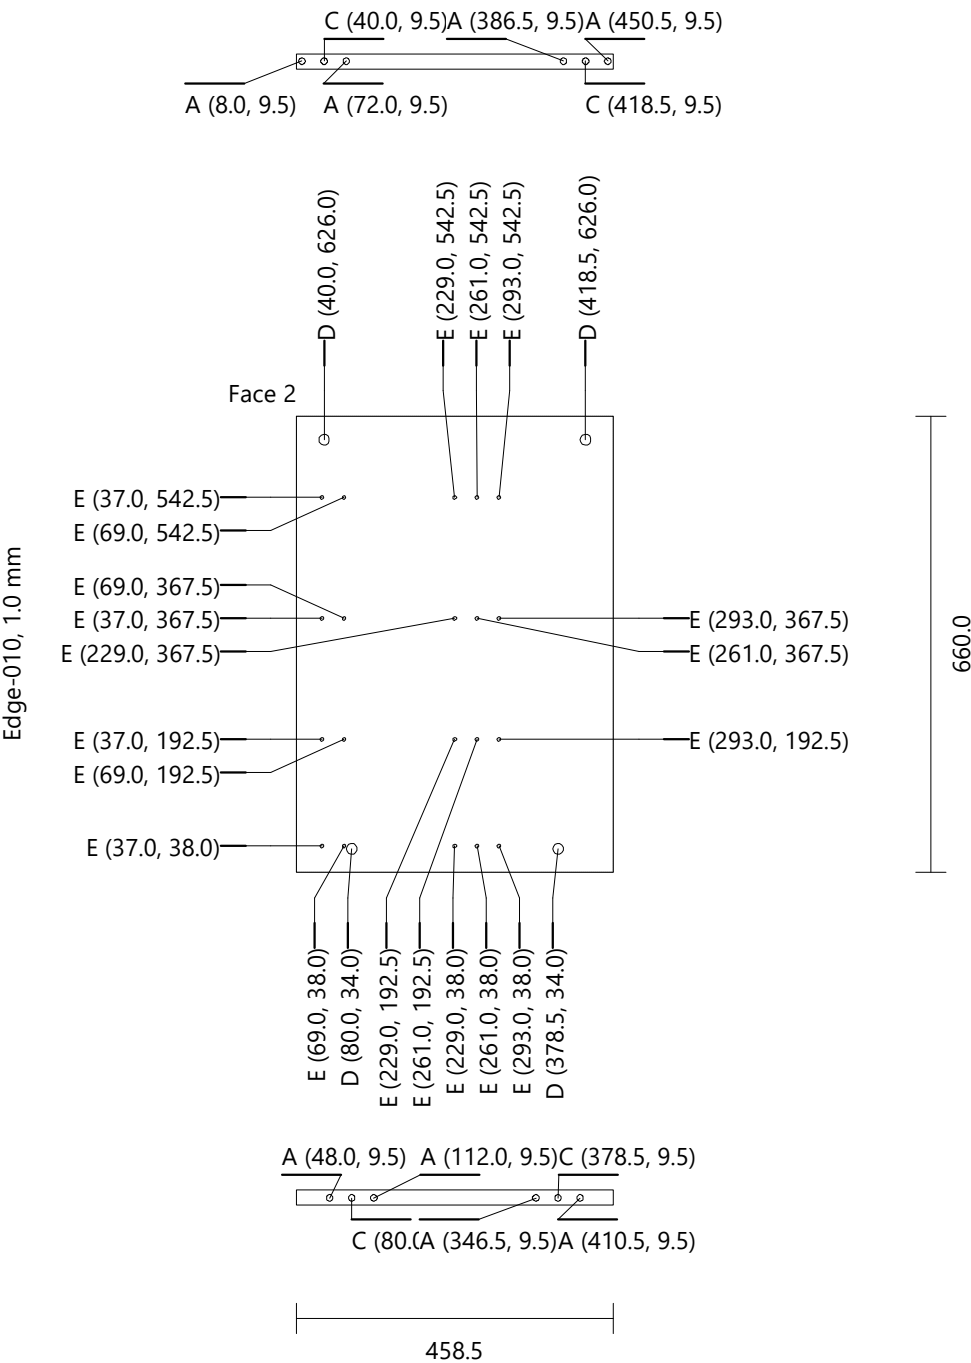 C (40.0, 9.5)
A (386.5, 9.5)
A (450.5, 9.5)
A (8.0, 9.5)
A (72.0, 9.5)
C (418.5, 9.5)
D (40.0, 626.0)
E (229.0, 542.5)
E (261.0, 542.5)
E (293.0, 542.5)
D (418.5, 626.0)
Face 2
E (37.0, 542.5)
E (69.0, 542.5)
Edge-010, 1.0 mm
E (69.0, 367.5)
E (37.0, 367.5)
E (229.0, 367.5)
E (293.0, 367.5)
E (261.0, 367.5)
660.0
E (37.0, 192.5)
E (69.0, 192.5)
E (293.0, 192.5)
E (37.0, 38.0)
E (69.0, 38.0)
D (80.0, 34.0)
E (229.0, 192.5)
E (261.0, 192.5)
E (229.0, 38.0)
E (261.0, 38.0)
E (293.0, 38.0)
D (378.5, 34.0)
A (48.0, 9.5)
A (112.0, 9.5)
C (378.5, 9.5)
C (80.0
A (346.5, 9.5)
A (410.5, 9.5)
458.5